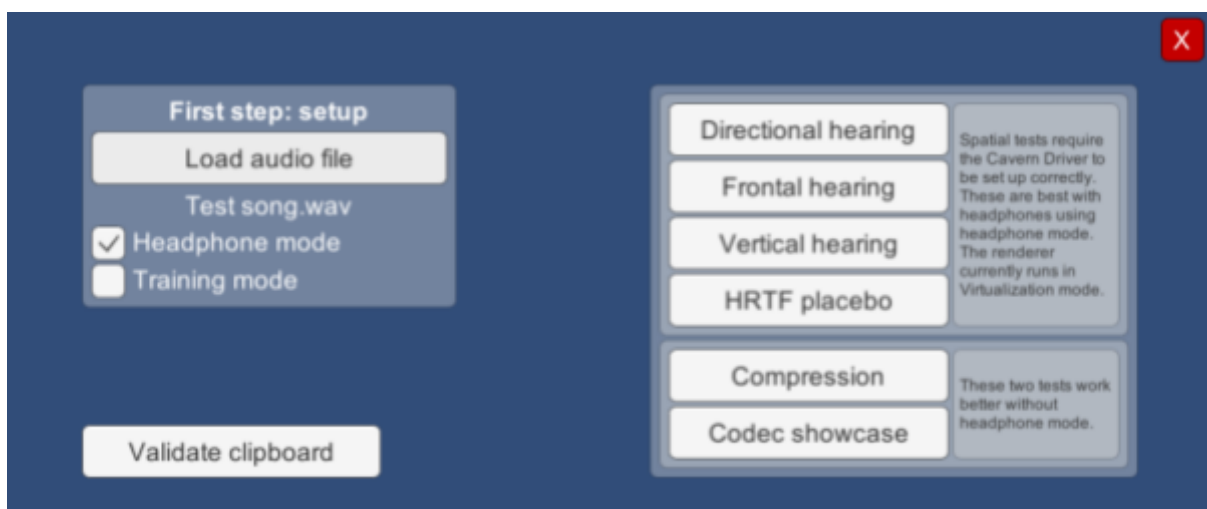 X
First step: setup
Load audio file
Test song.wav
Headphone mode
Training mode
Validate clipboard
Directional hearing
Frontal hearing
Vertical hearing
HRTF placebo
Spatial tests require
the Cavern Driver to
be set up correctly.
These are best with
headphones using
headphone mode.
The renderer
currently runs in
Virtualization mode.
Compression
Codec showcase
These two tests work
better without
headphone mode.